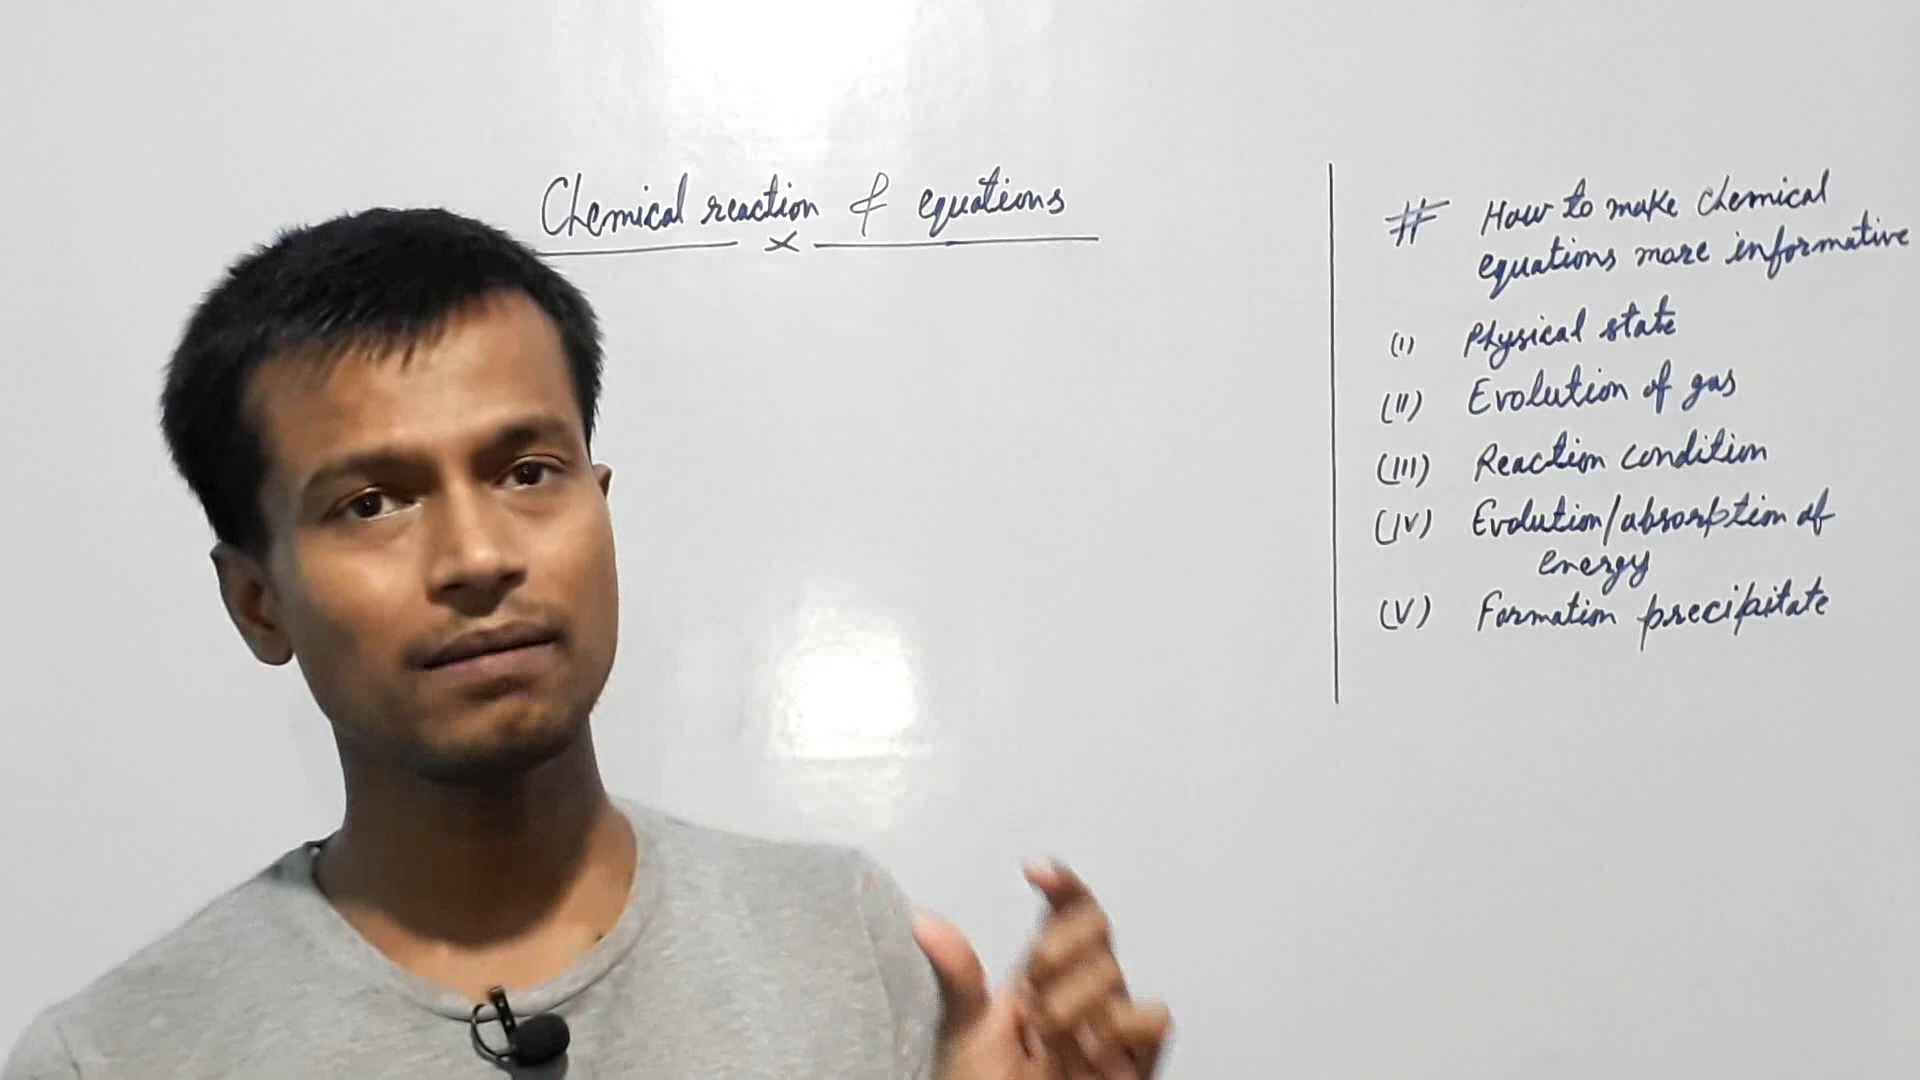 Chemical reaction & equations
x
# How to make chemical
equations more informative
(I) Physical state
(II) Evolution of gas
(III) Reaction condition
(IV) Evolution/absorption of
energy
(V) Formation precipitate